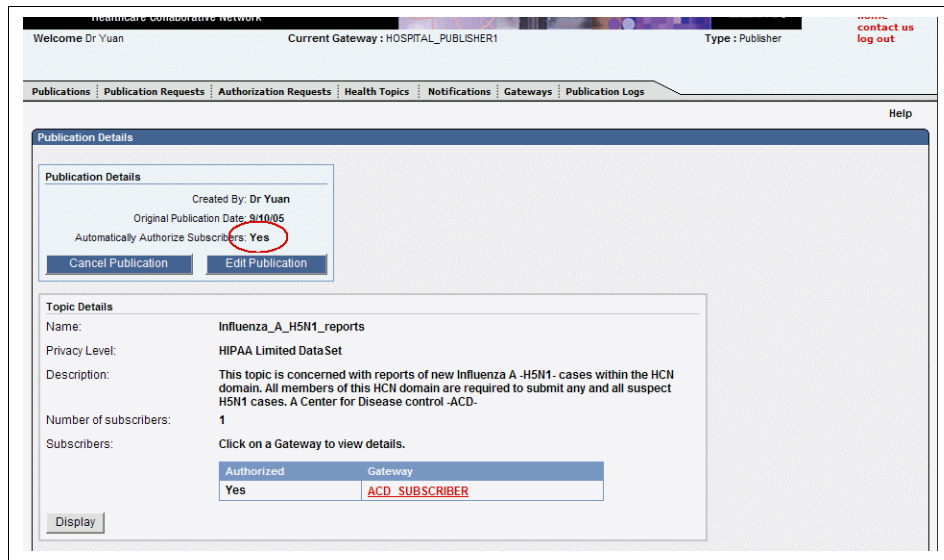 Healthcare Collaborative Network
home
contact us
log out
Welcome Dr Yuan Current Gateway : HOSPITAL_PUBLISHER1 Type : Publisher
Publications Publication Requests Authorization Requests Health Topics Notifications Gateways Publication Logs
Help
Publication Details
Publication Details
Created By: Dr Yuan
Original Publication Date: 9/10/05
Automatically Authorize Subscribers: Yes
Cancel Publication Edit Publication
Topic Details
Name: Influenza_A_H5N1_reports
Privacy Level: HIPAA Limited DataSet
Description: This topic is concerned with reports of new Influenza A -H5N1- cases within the HCN
domain. All members of this HCN domain are required to submit any and all suspect
H5N1 cases. A Center for Disease control -ACD-
Number of subscribers: 1
Subscribers: Click on a Gateway to view details.
Authorized Gateway
Yes ACD_SUBSCRIBER
Display